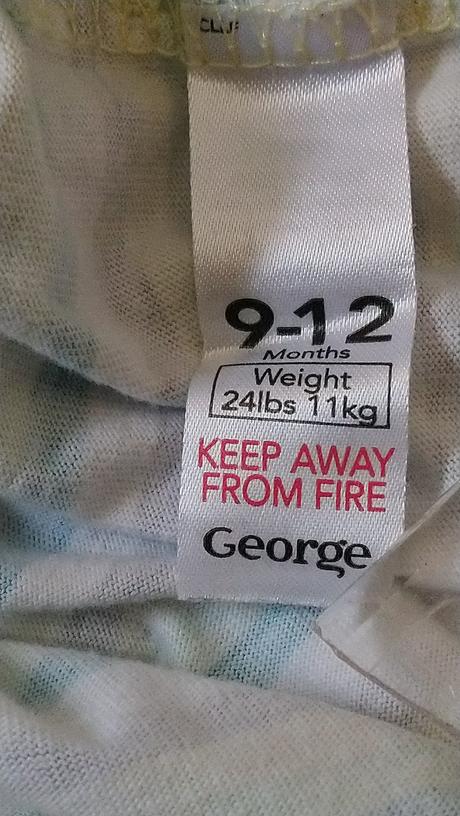 9-12
Months
Weight
24lbs 11kg
KEEP AWAY
FROM FIRE
George